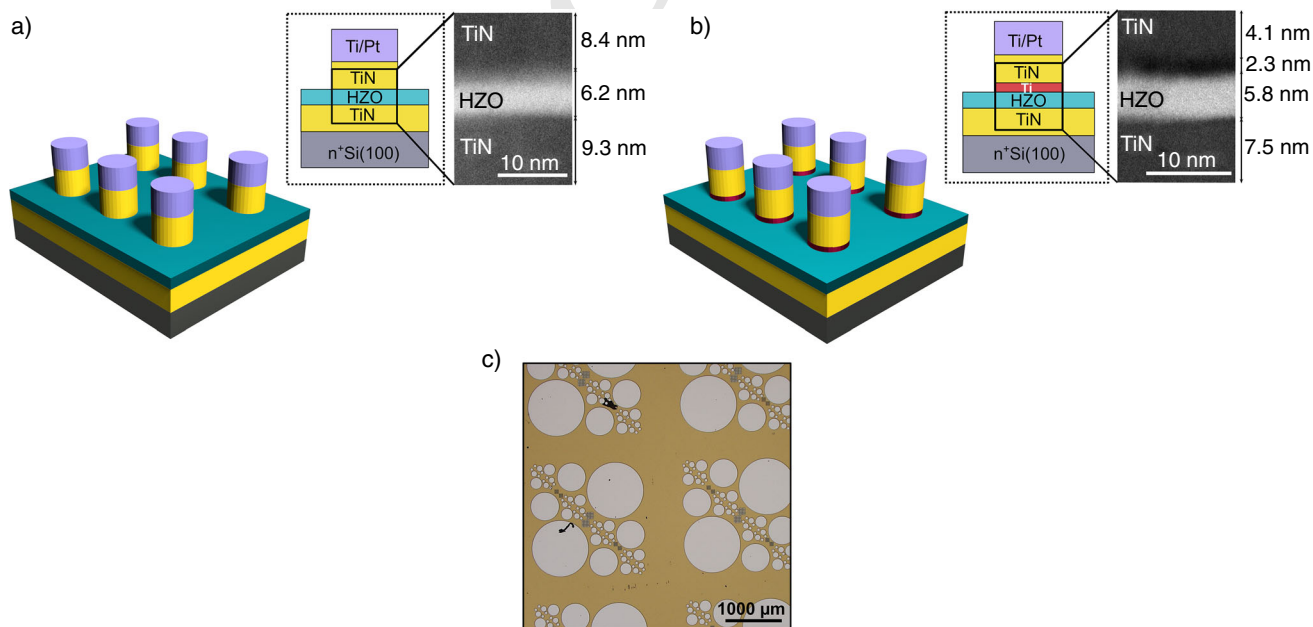 a)
Ti/Pt
TiN
HZO
TiN
n⁺Si(100)
TiN
HZO
TiN
10 nm
8.4 nm
6.2 nm
9.3 nm
b)
Ti/Pt
TiN
Ti
HZO
TiN
n⁺Si(100)
TiN
HZO
TiN
10 nm
4.1 nm
2.3 nm
5.8 nm
7.5 nm
c)
1000 µm